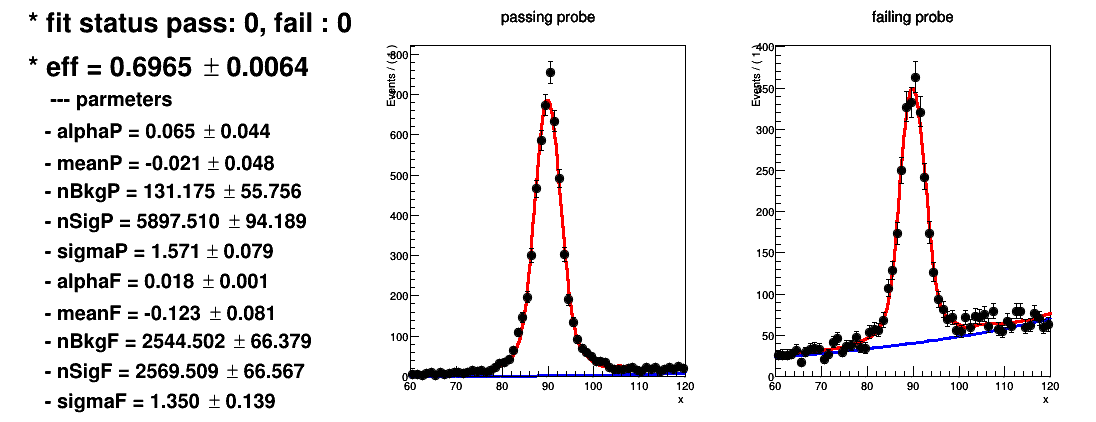 * fit status pass: 0, fail : 0
* eff = 0.6965 ± 0.0064
--- parmeters
- alphaP = 0.065 ± 0.044
- meanP = -0.021 ± 0.048
- nBkgP = 131.175 ± 55.756
- nSigP = 5897.510 ± 94.189
- sigmaP = 1.571 ± 0.079
- alphaF = 0.018 ± 0.001
- meanF = -0.123 ± 0.081
- nBkgF = 2544.502 ± 66.379
- nSigF = 2569.509 ± 66.567
- sigmaF = 1.350 ± 0.139
passing probe
Events / ( 1 )
800
700
600
500
400
300
200
100
0
60 70 80 90 100 110 120
x
failing probe
Events / ( 1 )
400
350
300
250
200
150
100
50
0
60 70 80 90 100 110 120
x